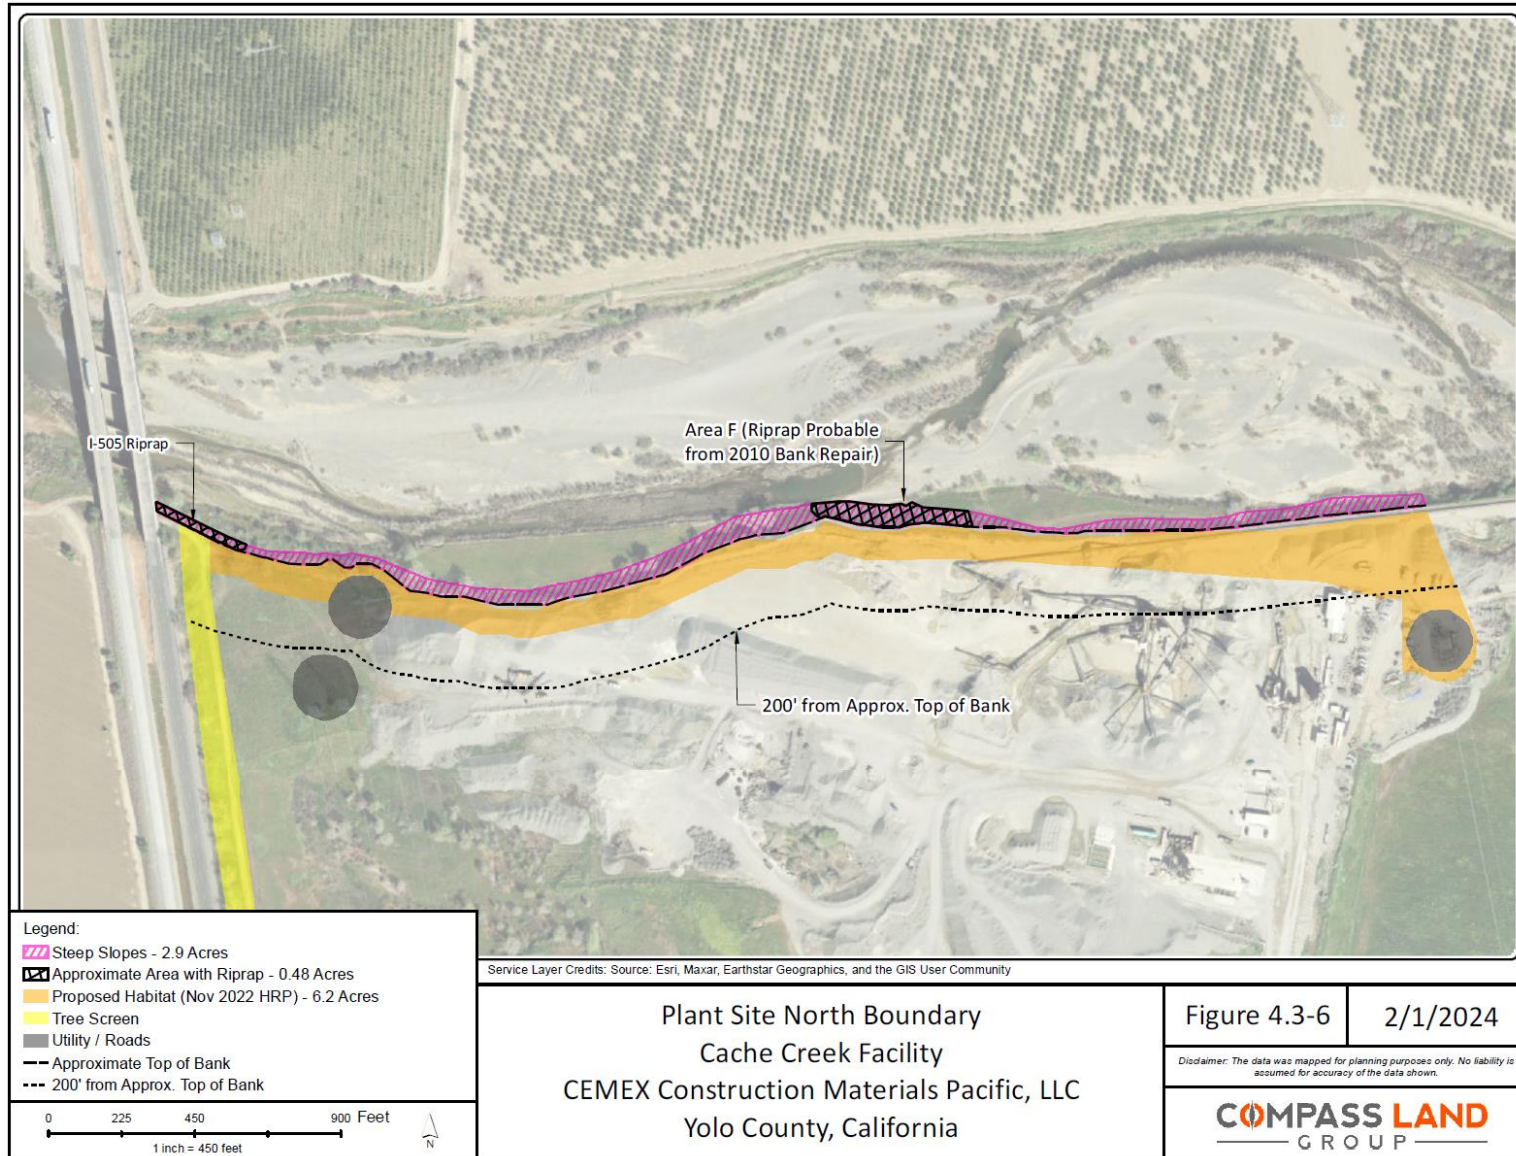 I-505 Riprap
Area F (Riprap Probable
from 2010 Bank Repair)
200' from Approx. Top of Bank
Legend:
Steep Slopes - 2.9 Acres
Approximate Area with Riprap - 0.48 Acres
Proposed Habitat (Nov 2022 HRP) - 6.2 Acres
Tree Screen
Utility / Roads
Approximate Top of Bank
200' from Approx. Top of Bank
0 225 450 900 Feet
1 inch = 450 feet
N
Service Layer Credits: Source: Esri, Maxar, Earthstar Geographics, and the GIS User Community
Plant Site North Boundary
Cache Creek Facility
CEMEX Construction Materials Pacific, LLC
Yolo County, California
Figure 4.3-6
2/1/2024
Disclaimer: The data was mapped for planning purposes only. No liability is
assumed for accuracy of the data shown.
COMPASS LAND
GROUP